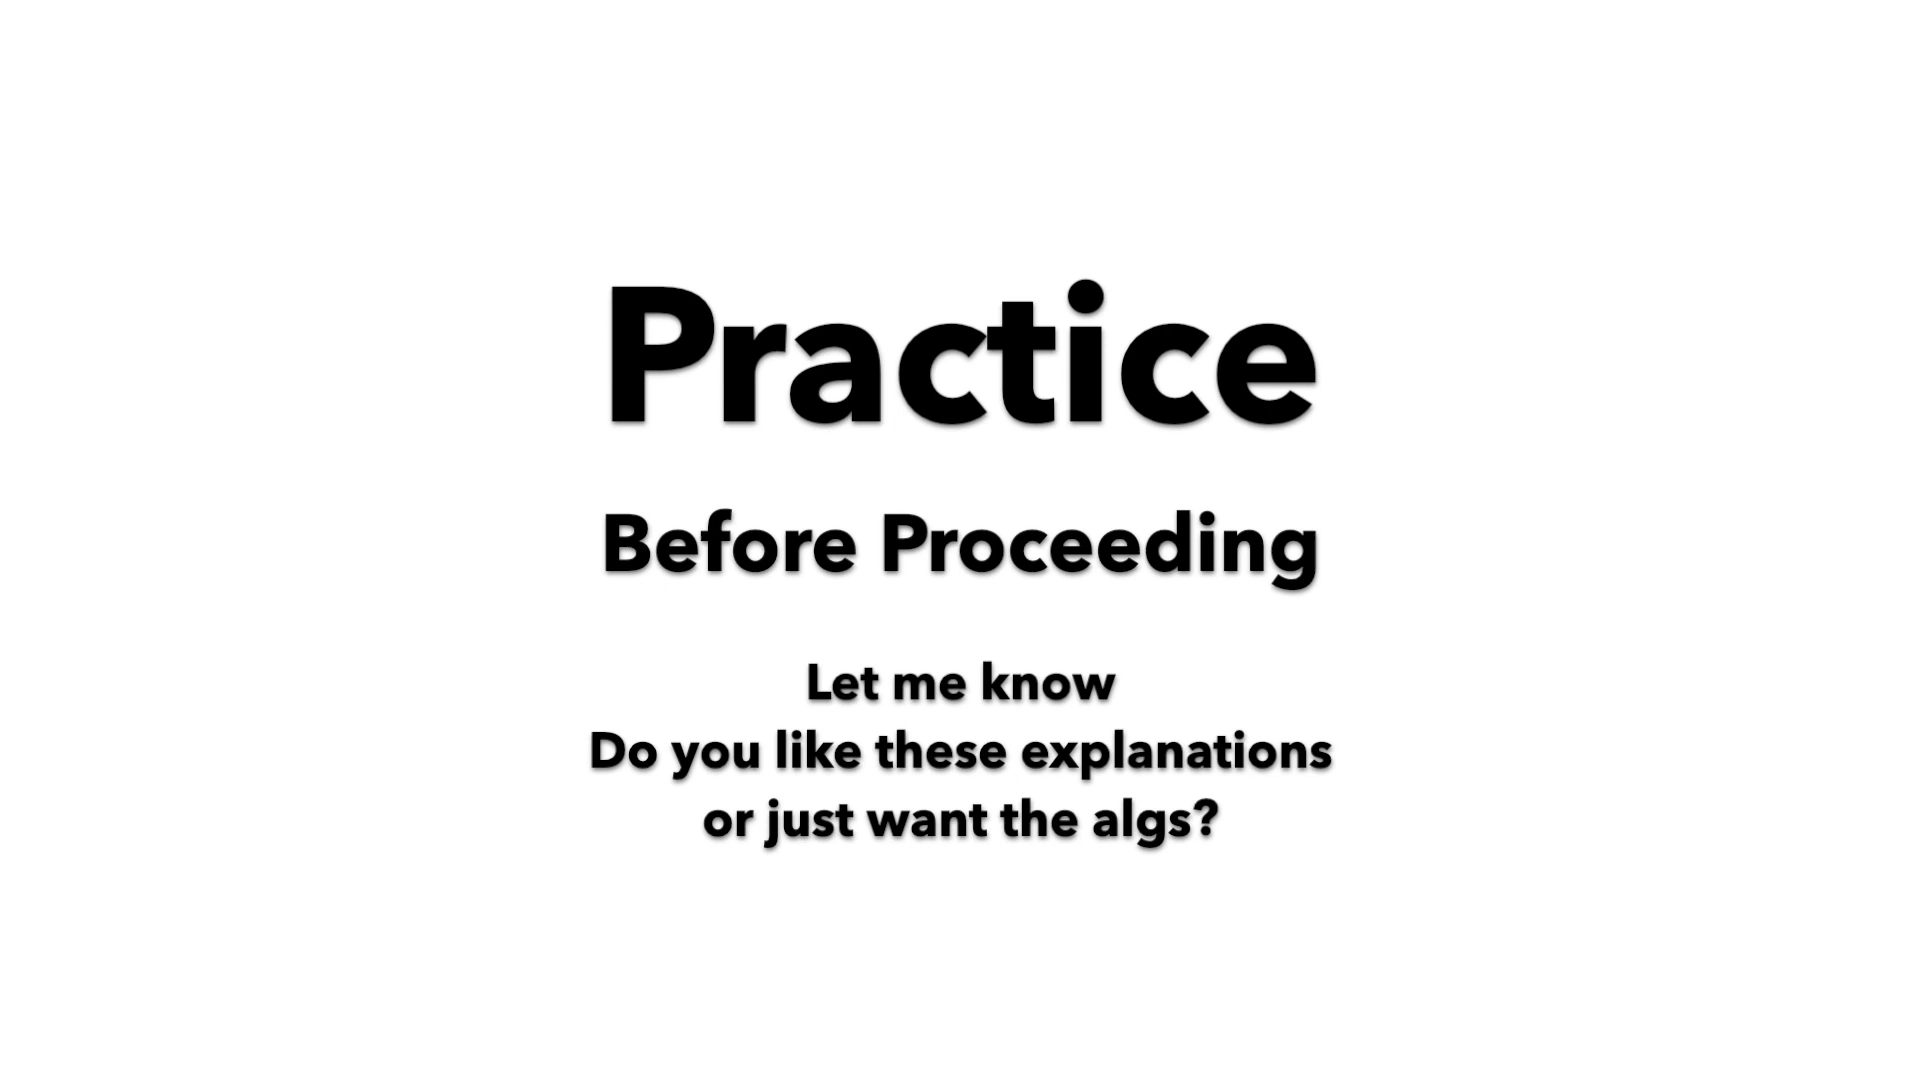 Practice
Before Proceeding
Let me know
Do you like these explanations
or just want the algs?